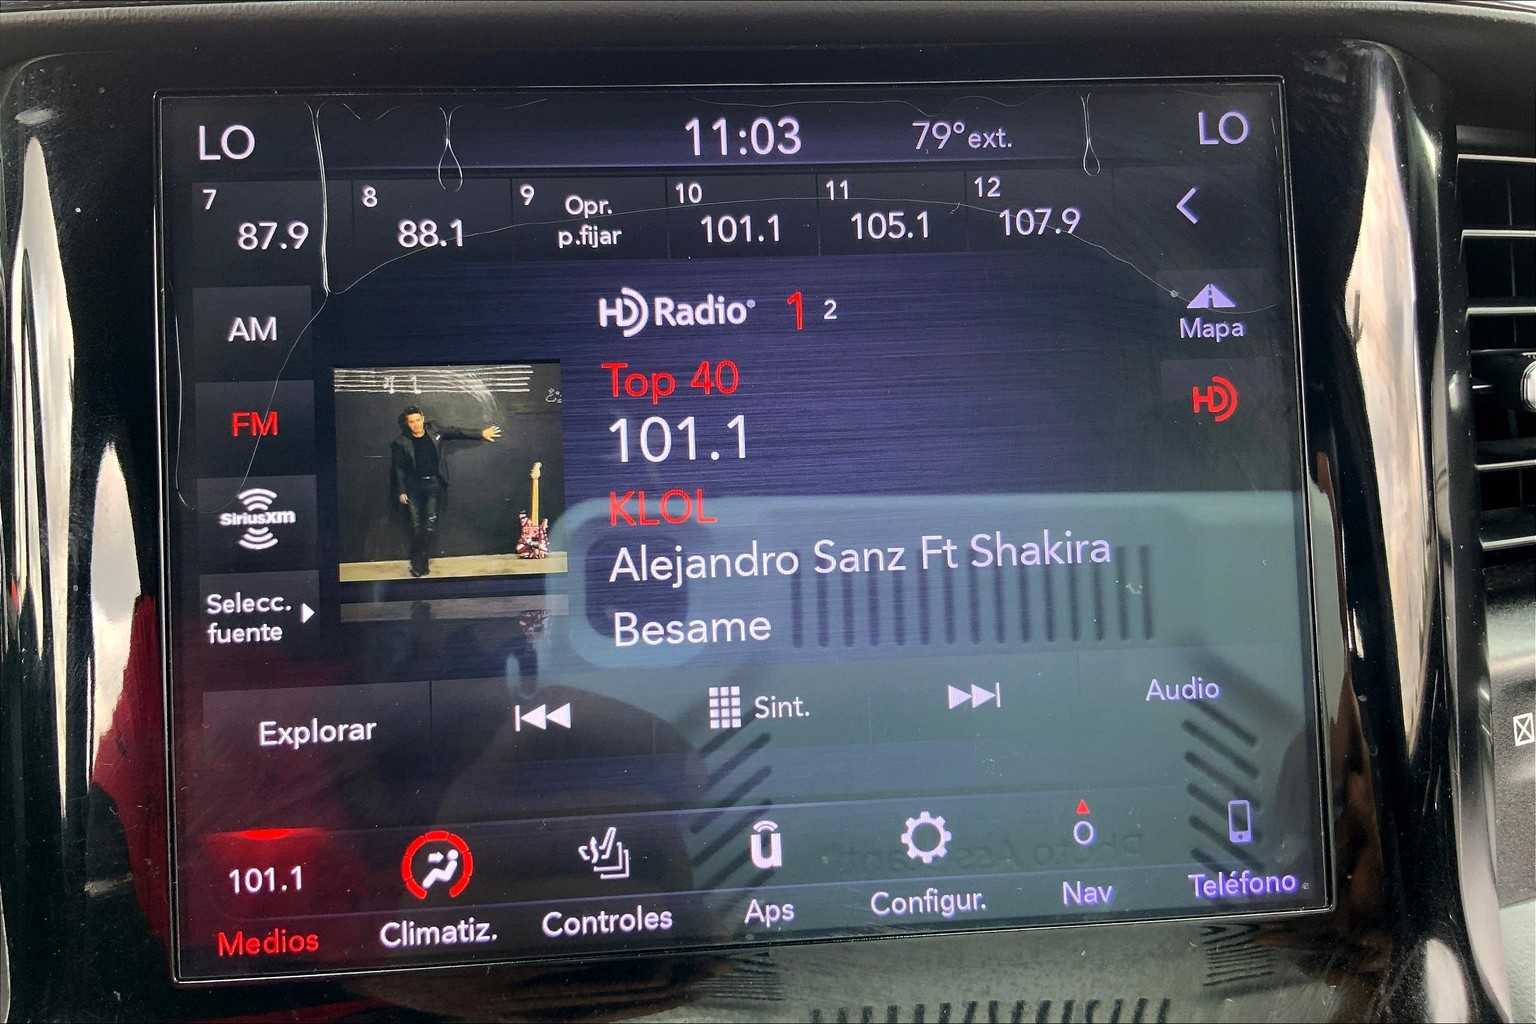 LO 11:03 79° ext. LO
7 87.9
8 88.1
9 Opr.
p.fijar
10 101.1
11 105.1
12 107.9
AM
FM
SiriusXM
Selecc.
fuente
HD Radio® 1 2
Top 40
101.1
KLOL
Alejandro Sanz Ft Shakira
Besame
Mapa
HD
Explorar
Sint.
Audio
101.1
Medios
Climatiz.
Controles
Aps
Configur.
Nav
Teléfono